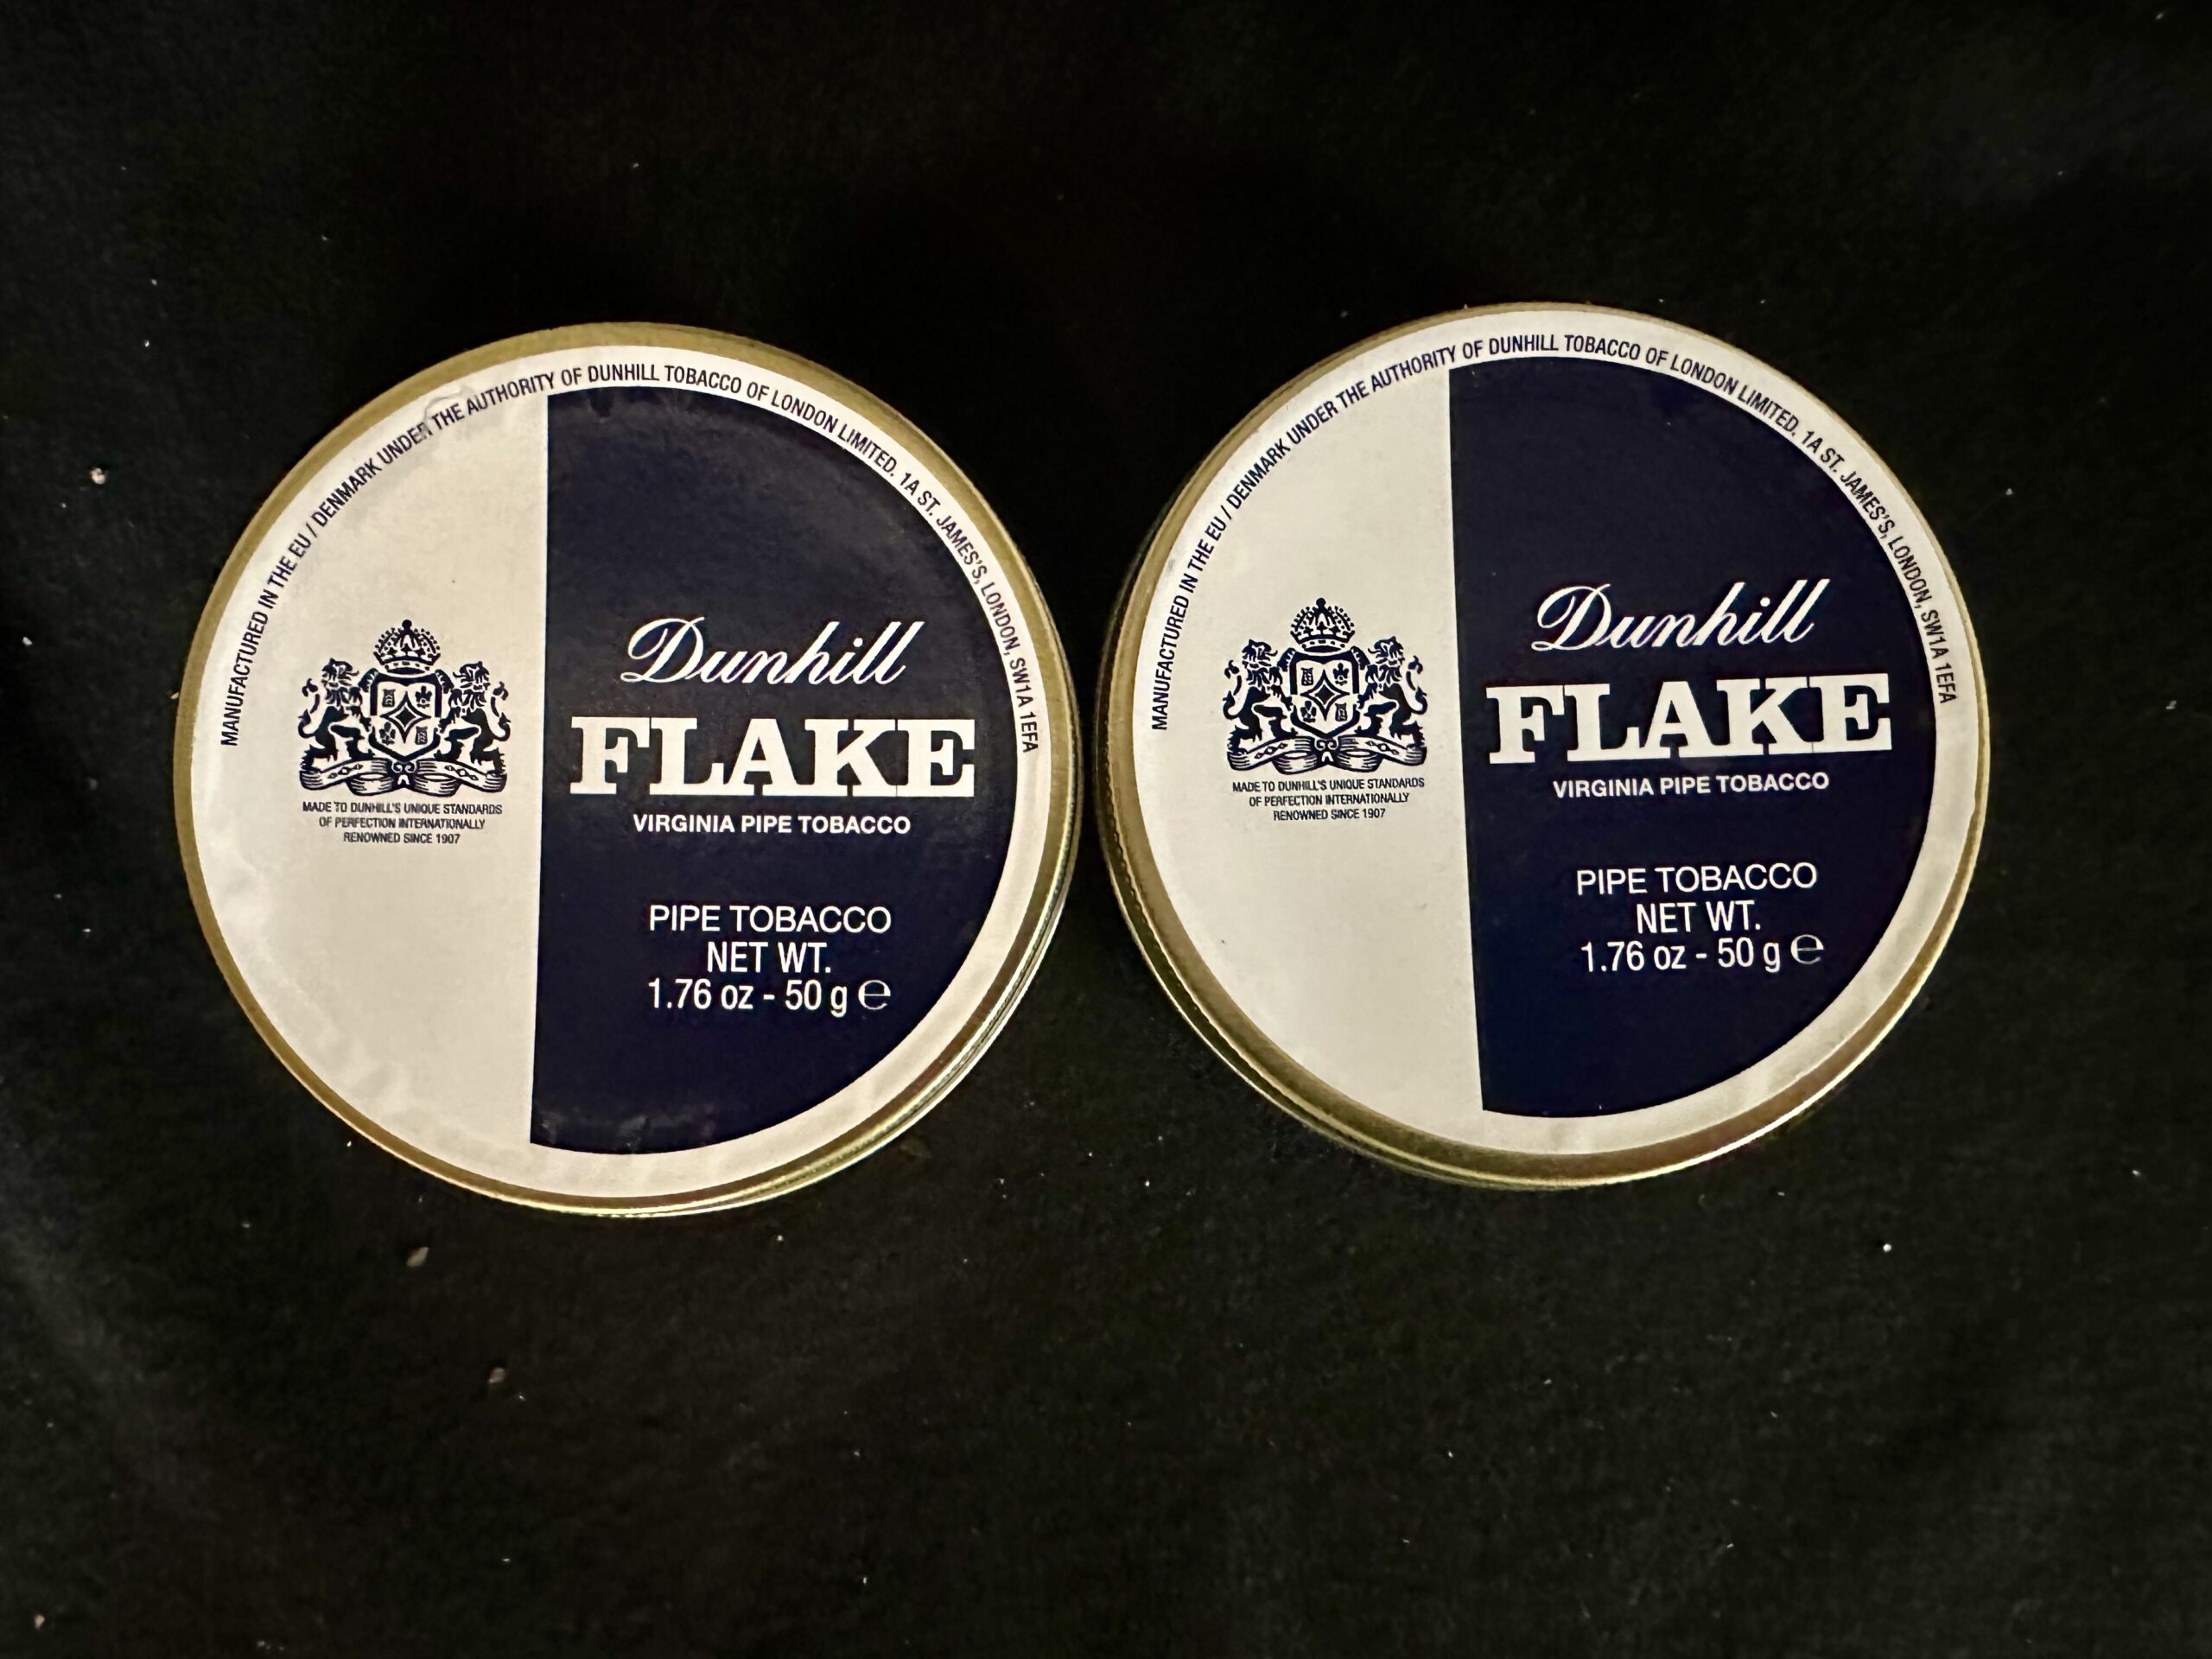 MANUFACTURED IN THE EU / DENMARK UNDER THE AUTHORITY OF DUNHILL TOBACCO OF LONDON LIMITED. 1A ST. JAMES'S, LONDON, SW1A 1EFA
MADE TO DUNHILL'S UNIQUE STANDARDS
OF PERFECTION INTERNATIONALLY
RENOWNED SINCE 1907
Dunhill
FLAKE
VIRGINIA PIPE TOBACCO
PIPE TOBACCO
NET WT.
1.76 oz - 50 g ℮
MANUFACTURED IN THE EU / DENMARK UNDER THE AUTHORITY OF DUNHILL TOBACCO OF LONDON LIMITED. 1A ST. JAMES'S, LONDON, SW1A 1EFA
MADE TO DUNHILL'S UNIQUE STANDARDS
OF PERFECTION INTERNATIONALLY
RENOWNED SINCE 1907
Dunhill
FLAKE
VIRGINIA PIPE TOBACCO
PIPE TOBACCO
NET WT.
1.76 oz - 50 g ℮